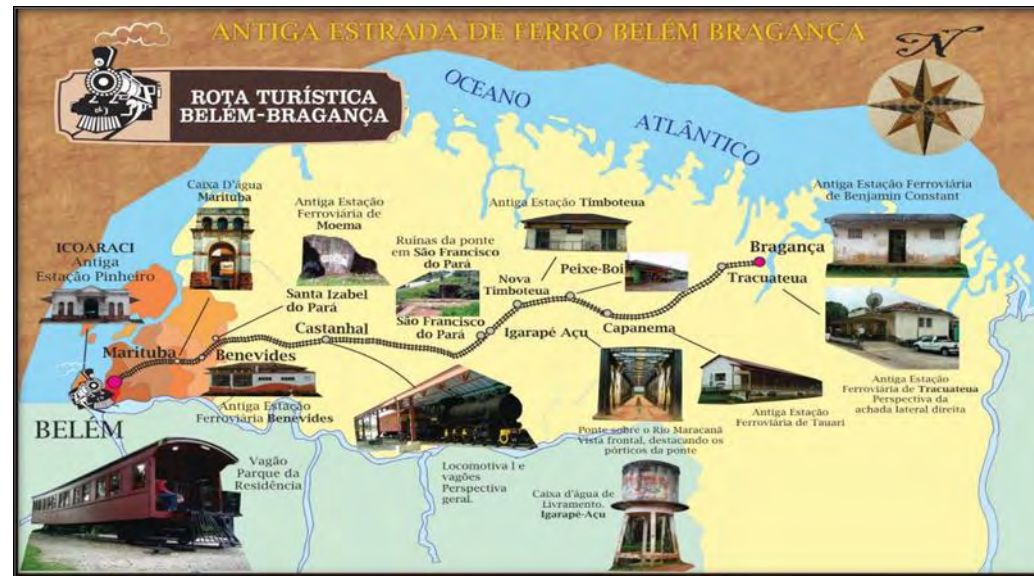 ANTIGA ESTRADA DE FERRO BELÉM BRAGANÇA
N
ROTA TURÍSTICA
BELÉM-BRAGANÇA
OCEANO
ATLÂNTICO
Caixa D'água
Marituba
Antiga Estação
Ferroviária de
Moema
Ruínas da ponte
em São Francisco
do Pará
Antiga Estação Timboteua
Antiga Estação Ferroviária
de Benjamin Constant
ICOARACI
Antiga
Estação Pinheiro
Santa Izabel
do Pará
Castanhal
São Francisco
do Pará
Nova
Timboteua
Peixe-Boi
Bragança
Tracuateua
Igarapé Açu
Capanema
Marituba
Benevides
BELÉM
Antiga Estação
Ferroviária Benevides
Vagão
Parque da
Residência
Locomotiva I e
vagões
Perspectiva
geral.
Ponte sobre o Rio Maracanã
Vista frontal, destacando os
pórticos da ponte
Antiga Estação
Ferroviária de Tauari
Antiga Estação
Ferroviária de Tracuateua
Perspectiva da
achada lateral direita
Caixa d'água de
Livramento.
Igarapé-Açu